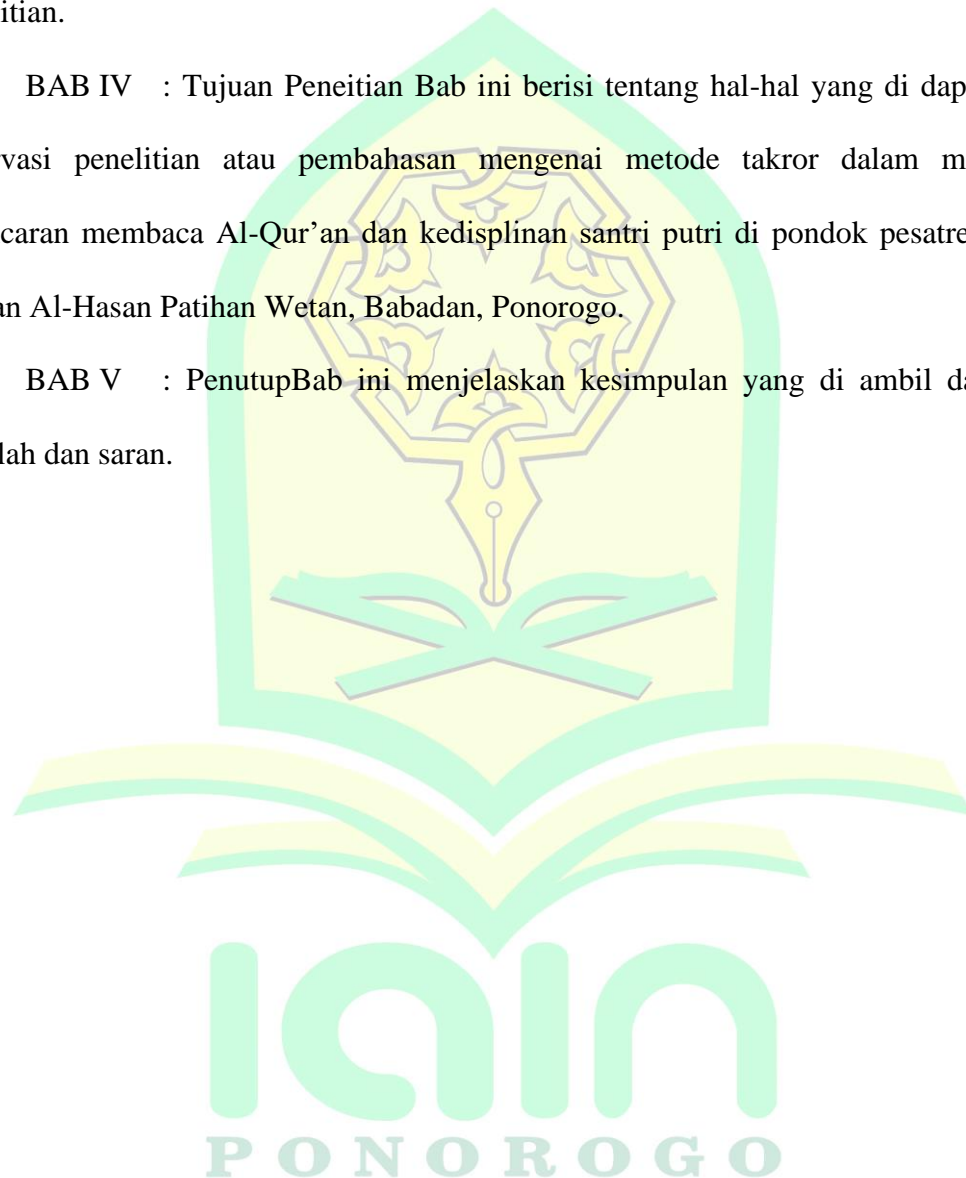 itian.
BAB IV : Tujuan Peneitian Bab ini berisi tentang hal-hal yang di dap
rvasi penelitian atau pembahasan mengenai metode takror dalam m
caran membaca Al-Qur’an dan kedisplinan santri putri di pondok pesatre
an Al-Hasan Patihan Wetan, Babadan, Ponorogo.
BAB V : PenutupBab ini menjelaskan kesimpulan yang di ambil da
lah dan saran.
iain
PONOROGO